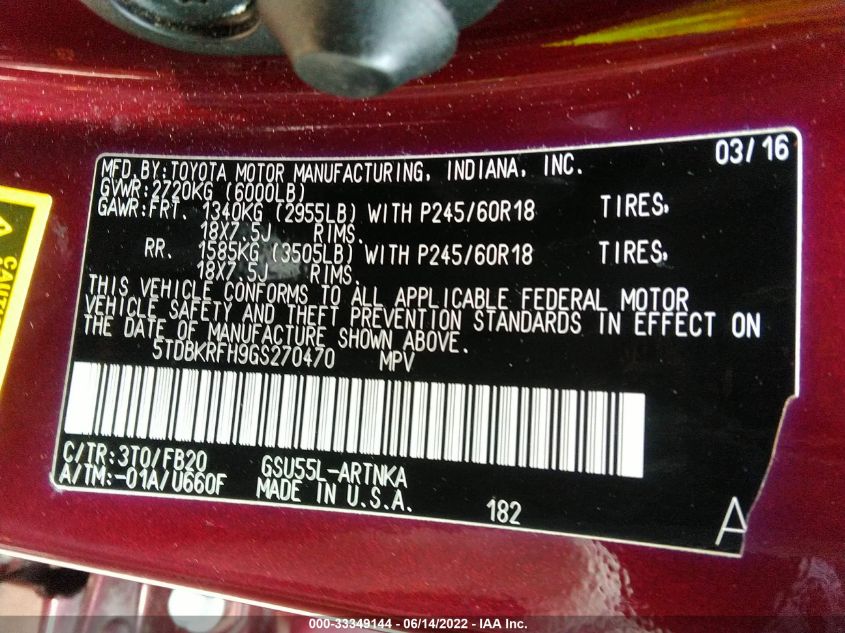 03/16
MFD.BY:TOYOTA MOTOR MANUFACTURING, INDIANA, INC.
GVWR:2720KG (6000LB)
GAWR:FRT. 1340KG (2955LB) WITH P245/60R18 TIRES,
18X7.5J RIMS.
RR. 1585KG (3505LB) WITH P245/60R18 TIRES,
18X7.5J RIMS.
THIS VEHICLE CONFORMS TO ALL APPLICABLE FEDERAL MOTOR
VEHICLE SAFETY AND THEFT PREVENTION STANDARDS IN EFFECT ON
THE DATE OF MANUFACTURE SHOWN ABOVE.
5TDBKRFH9GS270470 MPV
C/TR:3T0/FB20 GSU55L-ARTNKA
A/TM:-01A/U660F MADE IN U.S.A.
182
A
000-33349144 - 06/14/2022 - IAA Inc.